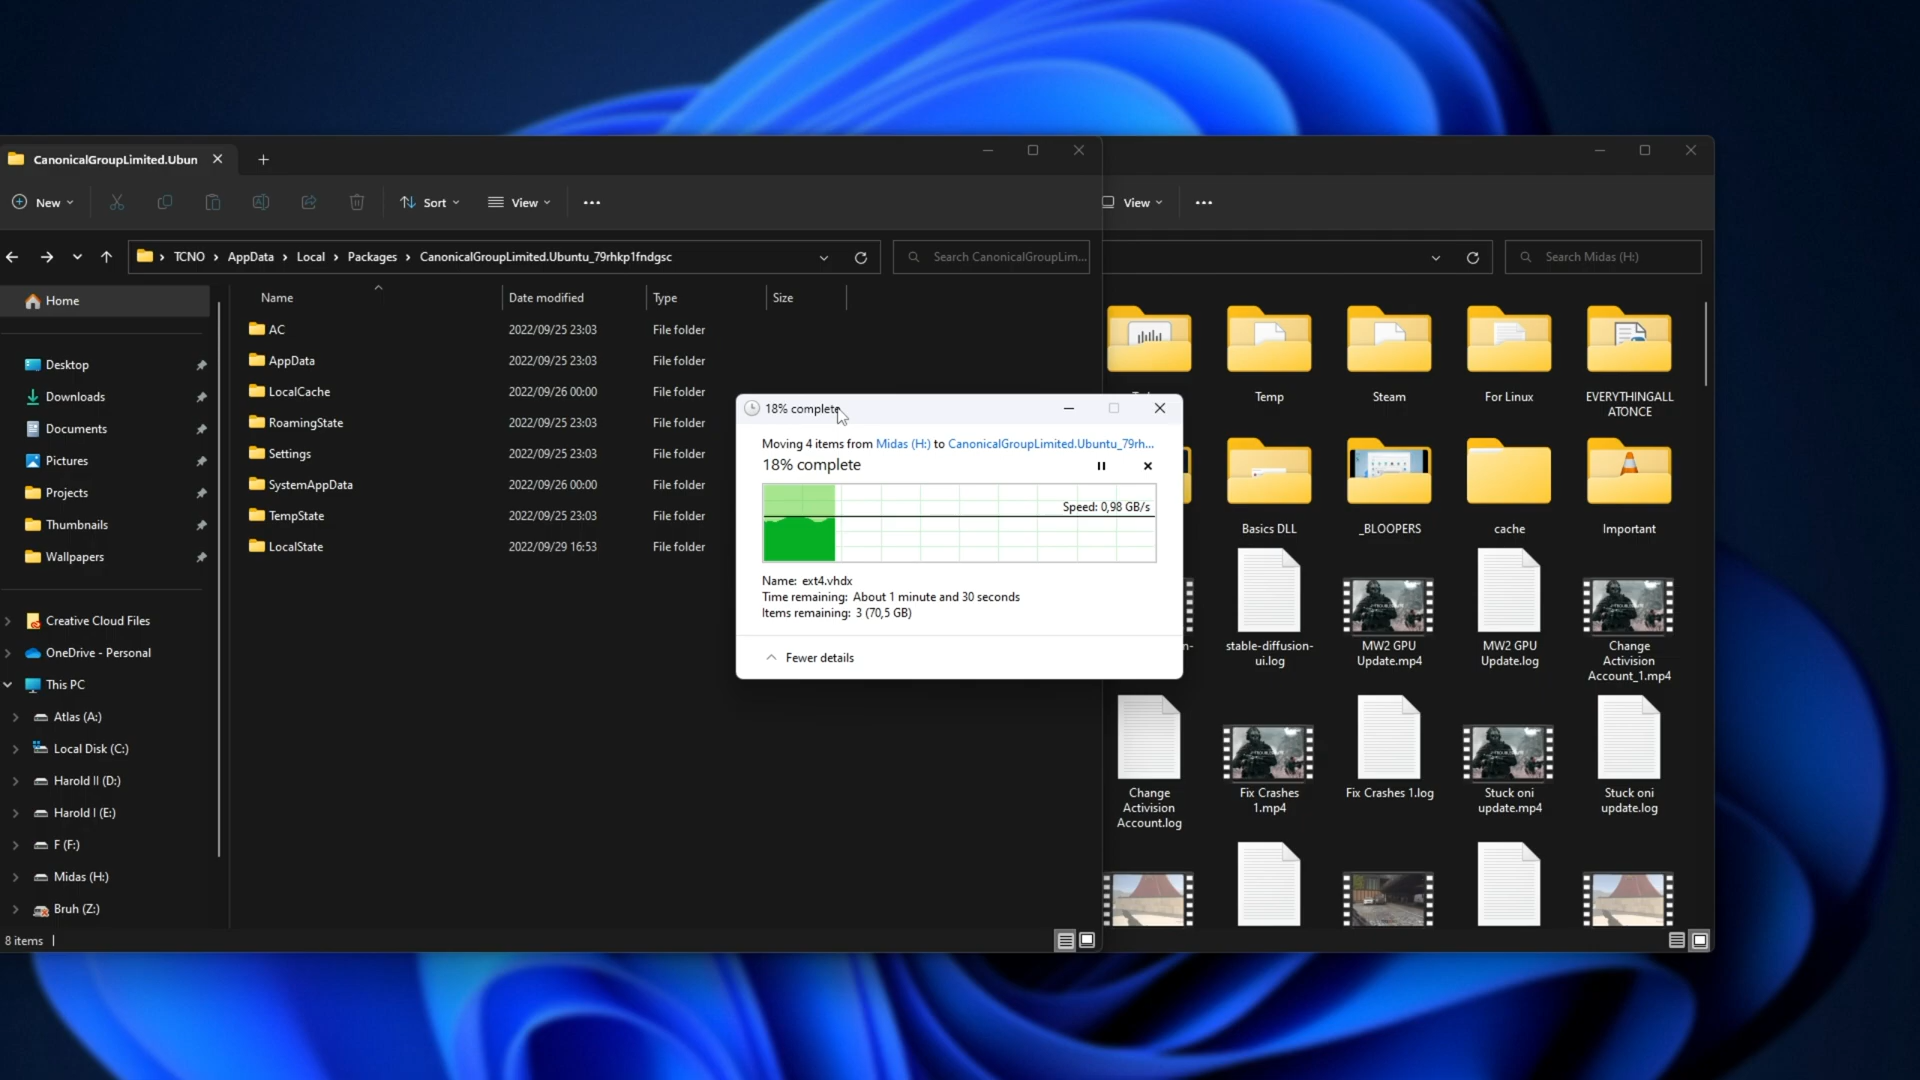 CanonicalGroupLimited.Ubun
New
Sort
View
TCNO
AppData
Local
Packages
CanonicalGroupLimited.Ubuntu_79rhkp1fndgsc
Search CanonicalGroupLim...
Home
Desktop
Downloads
Documents
Pictures
Projects
Thumbnails
Wallpapers
Creative Cloud Files
OneDrive - Personal
This PC
Atlas (A:)
Local Disk (C:)
Harold II (D:)
Harold I (E:)
F (F:)
Midas (H:)
Bruh (Z:)
Name
Date modified
Type
Size
AC
2022/09/25 23:03
File folder
AppData
2022/09/25 23:03
File folder
LocalCache
2022/09/26 00:00
File folder
RoamingState
2022/09/25 23:03
File folder
Settings
2022/09/25 23:03
File folder
SystemAppData
2022/09/26 00:00
File folder
TempState
2022/09/25 23:03
File folder
LocalState
2022/09/29 16:53
File folder
8 items
18% complete
Moving 4 items from Midas (H:) to CanonicalGroupLimited.Ubuntu_79rh...
18% complete
Speed: 0,98 GB/s
Name: ext4.vhdx
Time remaining: About 1 minute and 30 seconds
Items remaining: 3 (70,5 GB)
Fewer details
View
Search Midas (H:)
Temp
Steam
For Linux
EVERYTHINGALL
ATONCE
Basics DLL
_BLOOPERS
cache
Important
stable-diffusion-
ui.log
MW2 GPU
Update.mp4
MW2 GPU
Update.log
Change
Activision
Account_1.mp4
Change
Activision
Account.log
Fix Crashes
1.mp4
Fix Crashes 1.log
Stuck oni
update.mp4
Stuck oni
update.log